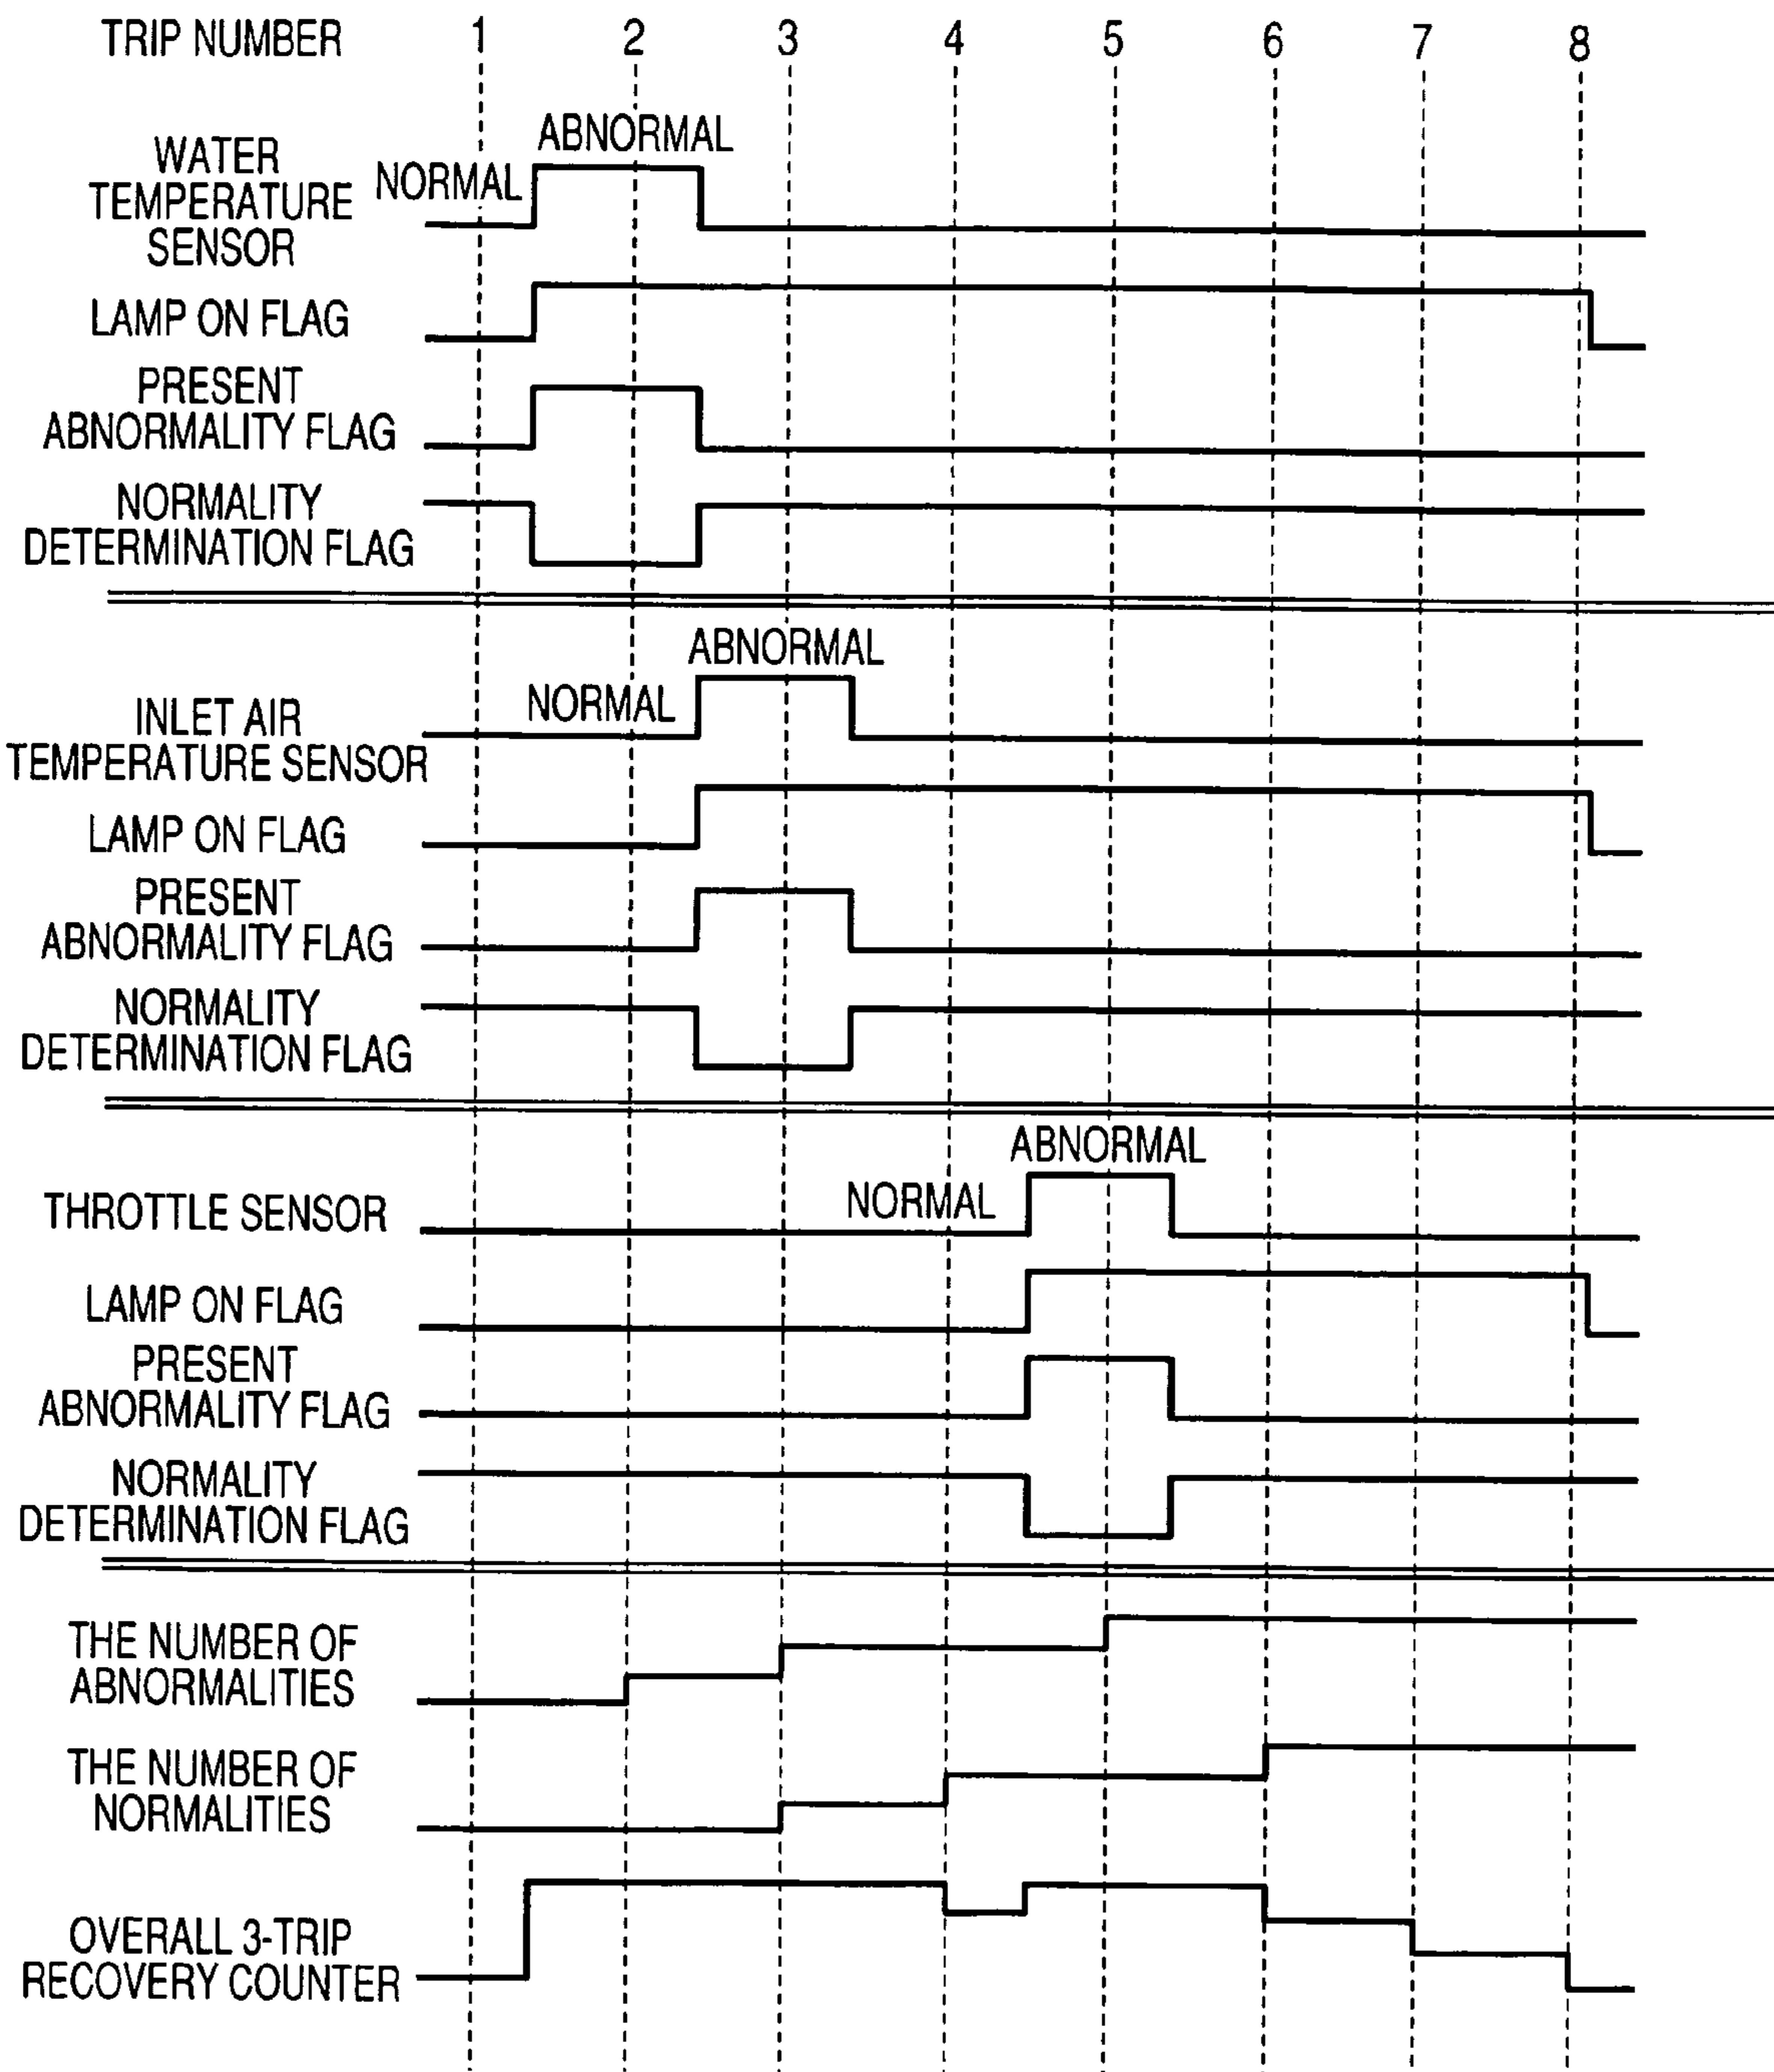 TRIP NUMBER 1 2 3 4 5 6 7 8
WATER
TEMPERATURE
SENSOR
NORMAL
ABNORMAL
LAMP ON FLAG
PRESENT
ABNORMALITY FLAG
NORMALITY
DETERMINATION FLAG
INLET AIR
TEMPERATURE SENSOR
NORMAL
ABNORMAL
LAMP ON FLAG
PRESENT
ABNORMALITY FLAG
NORMALITY
DETERMINATION FLAG
THROTTLE SENSOR
NORMAL
ABNORMAL
LAMP ON FLAG
PRESENT
ABNORMALITY FLAG
NORMALITY
DETERMINATION FLAG
THE NUMBER OF
ABNORMALITIES
THE NUMBER OF
NORMALITIES
OVERALL 3-TRIP
RECOVERY COUNTER